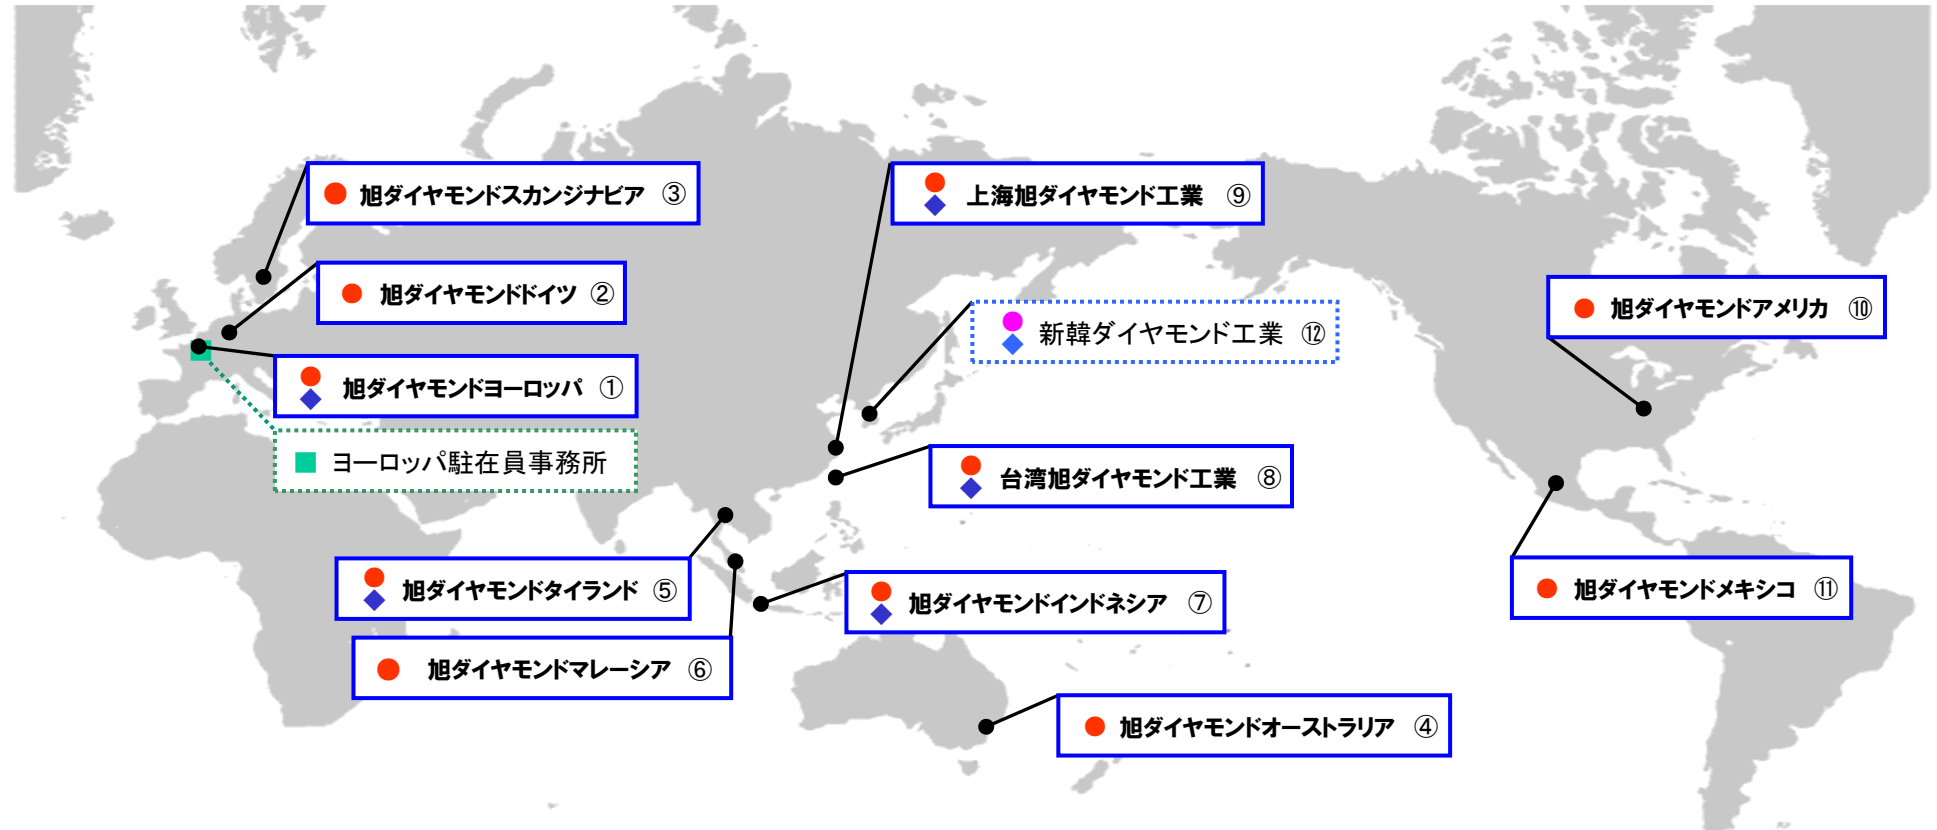 旭ダイヤモンドスカンジナビア ③
上海旭ダイヤモンド工業 ⑨
旭ダイヤモンドドイツ ②
新韓ダイヤモンド工業 ⑫
旭ダイヤモンドアメリカ ⑩
旭ダイヤモンドヨーロッパ ①
ヨーロッパ駐在員事務所
台湾旭ダイヤモンド工業 ⑧
旭ダイヤモンドタイランド ⑤
旭ダイヤモンドインドネシア ⑦
旭ダイヤモンドメキシコ ⑪
旭ダイヤモンドマレーシア ⑥
旭ダイヤモンドオーストラリア ④